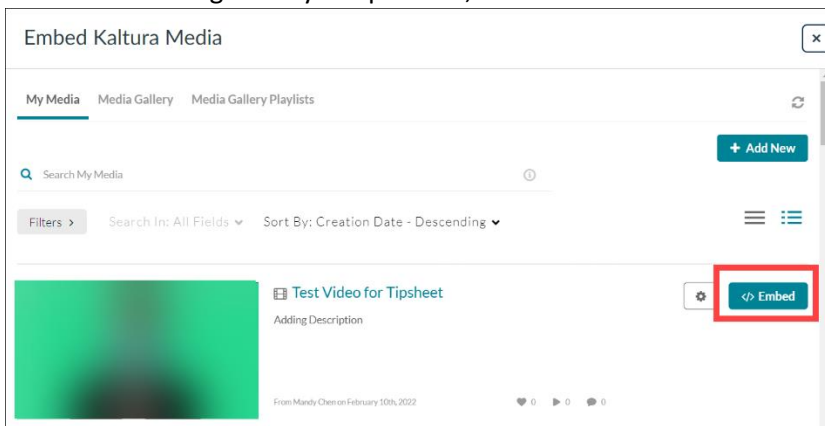 Embed Kaltura Media
×
My Media Media Gallery Media Gallery Playlists
+ Add New
Search My Media
Filters > Search In: All Fields Sort By: Creation Date - Descending
Test Video for Tipsheet
</> Embed
Adding Description
From Mandy Chen on February 10th, 2022 0 0 0